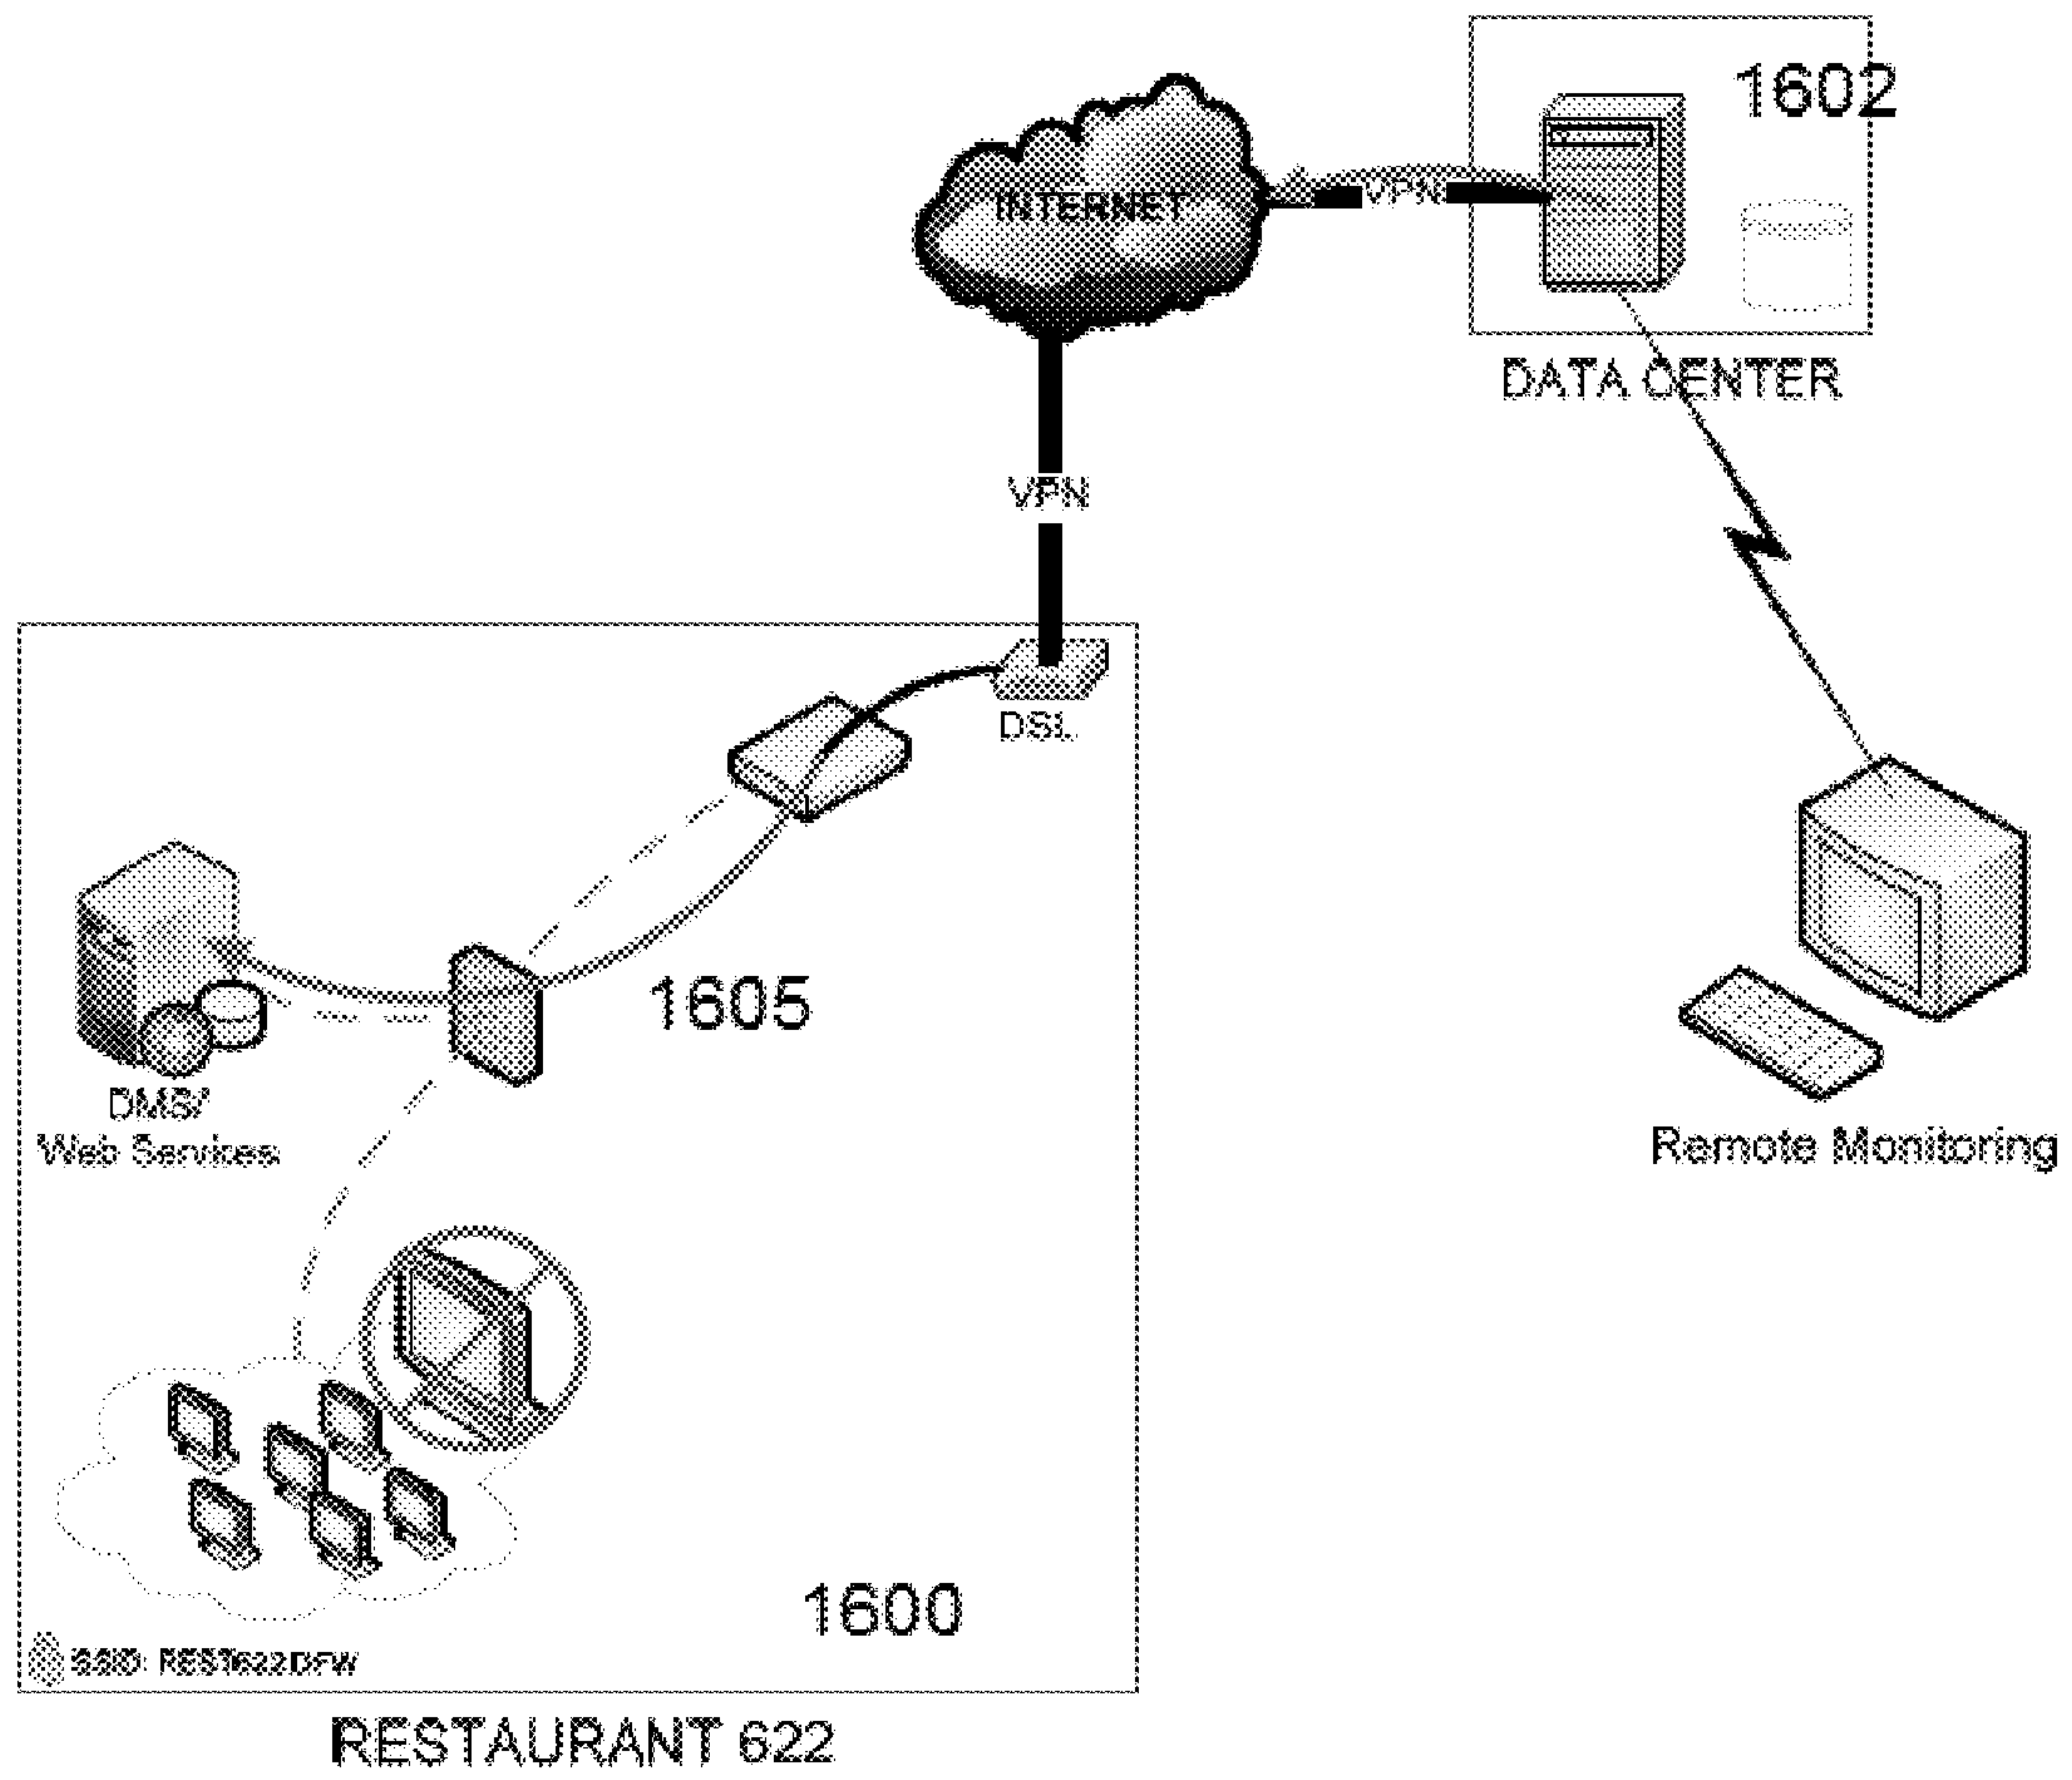 1602
INTERNET
VPN
DATA CENTER
VPN
DSL
1605
DMS/
Web Services
Remote Monitoring
1600
SSID: REST622DFW
RESTAURANT 622